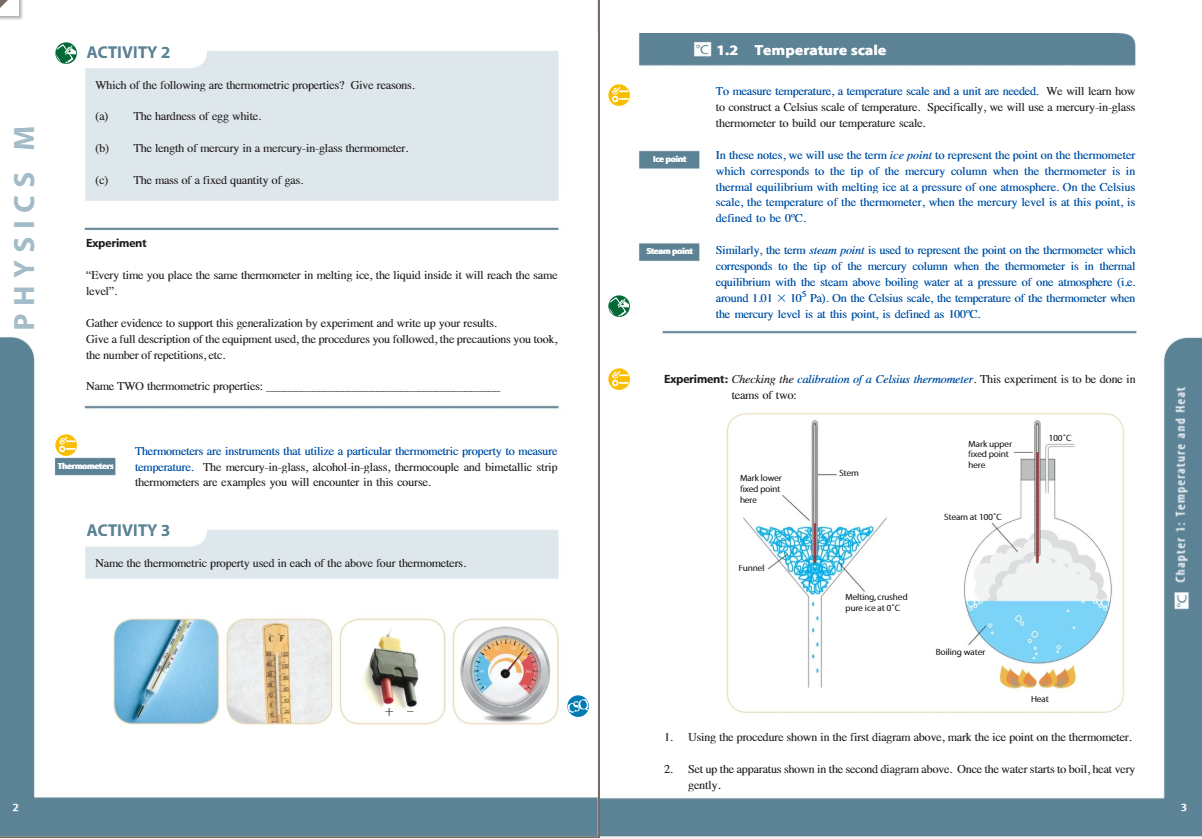 ACTIVITY 2
Which of the following are thermometric properties? Give reasons.
(a) The hardness of egg white.
(b) The length of mercury in a mercury-in-glass thermometer.
(c) The mass of a fixed quantity of gas.
PHYSICS M
Experiment
“Every time you place the same thermometer in melting ice, the liquid inside it will reach the same
level”.
Gather evidence to support this generalization by experiment and write up your results.
Give a full description of the equipment used, the procedures you followed, the precautions you took,
the number of repetitions, etc.
Name TWO thermometric properties: ________________________________________
Thermometers
Thermometers are instruments that utilize a particular thermometric property to measure
temperature. The mercury-in-glass, alcohol-in-glass, thermocouple and bimetallic strip
thermometers are examples you will encounter in this course.
ACTIVITY 3
Name the thermometric property used in each of the above four thermometers.
C F
+ −
CSQ
2
°C 1.2 Temperature scale
To measure temperature, a temperature scale and a unit are needed. We will learn how
to construct a Celsius scale of temperature. Specifically, we will use a mercury-in-glass
thermometer to build our temperature scale.
Ice point
In these notes, we will use the term ice point to represent the point on the thermometer
which corresponds to the tip of the mercury column when the thermometer is in
thermal equilibrium with melting ice at a pressure of one atmosphere. On the Celsius
scale, the temperature of the thermometer, when the mercury level is at this point, is
defined to be 0°C.
Steam point
Similarly, the term steam point is used to represent the point on the thermometer which
corresponds to the tip of the mercury column when the thermometer is in thermal
equilibrium with the steam above boiling water at a pressure of one atmosphere (i.e.
around 1.01 × 10⁵ Pa). On the Celsius scale, the temperature of the thermometer when
the mercury level is at this point, is defined as 100°C.
Experiment: Checking the calibration of a Celsius thermometer. This experiment is to be done in
teams of two:
Mark lower
fixed point
here
Stem
Funnel
Melting, crushed
pure ice at 0°C
Mark upper
fixed point
here
100°C
Steam at 100°C
Boiling water
Heat
1. Using the procedure shown in the first diagram above, mark the ice point on the thermometer.
2. Set up the apparatus shown in the second diagram above. Once the water starts to boil, heat very
gently.
°C Chapter 1: Temperature and Heat
3